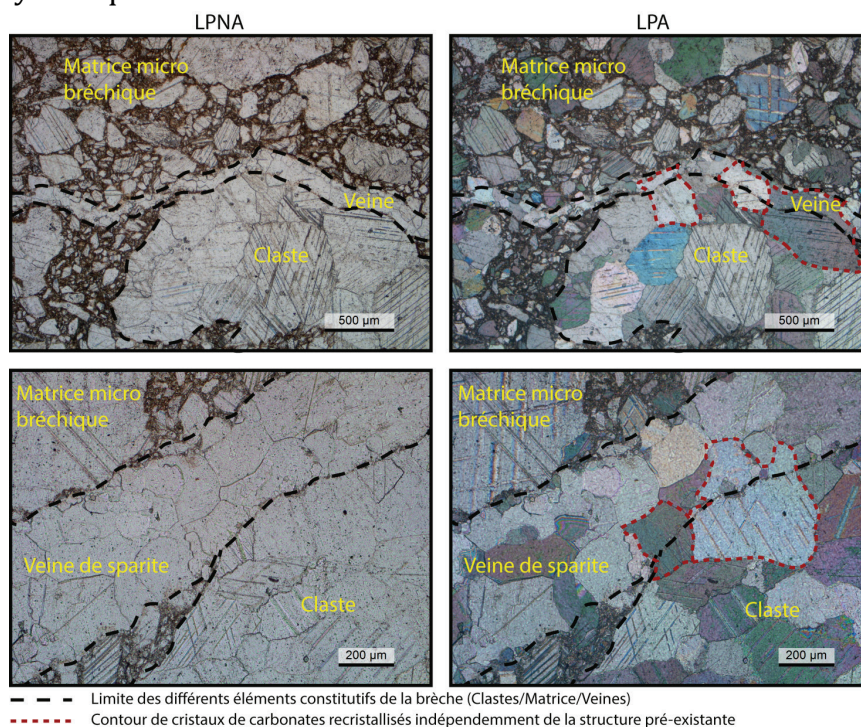 LPNA
LPA
Matrice micro
bréchique
Veine
Claste
500 µm
Matrice micro
bréchique
Veine
Claste
500 µm
Matrice micro
bréchique
Veine de sparite
Claste
200 µm
Matrice micro
bréchique
Veine de sparite
Claste
200 µm
Limite des différents éléments constitutifs de la brèche (Clastes/Matrice/Veines)
Contour de cristaux de carbonates recristallisés indépendemment de la structure pré-existante